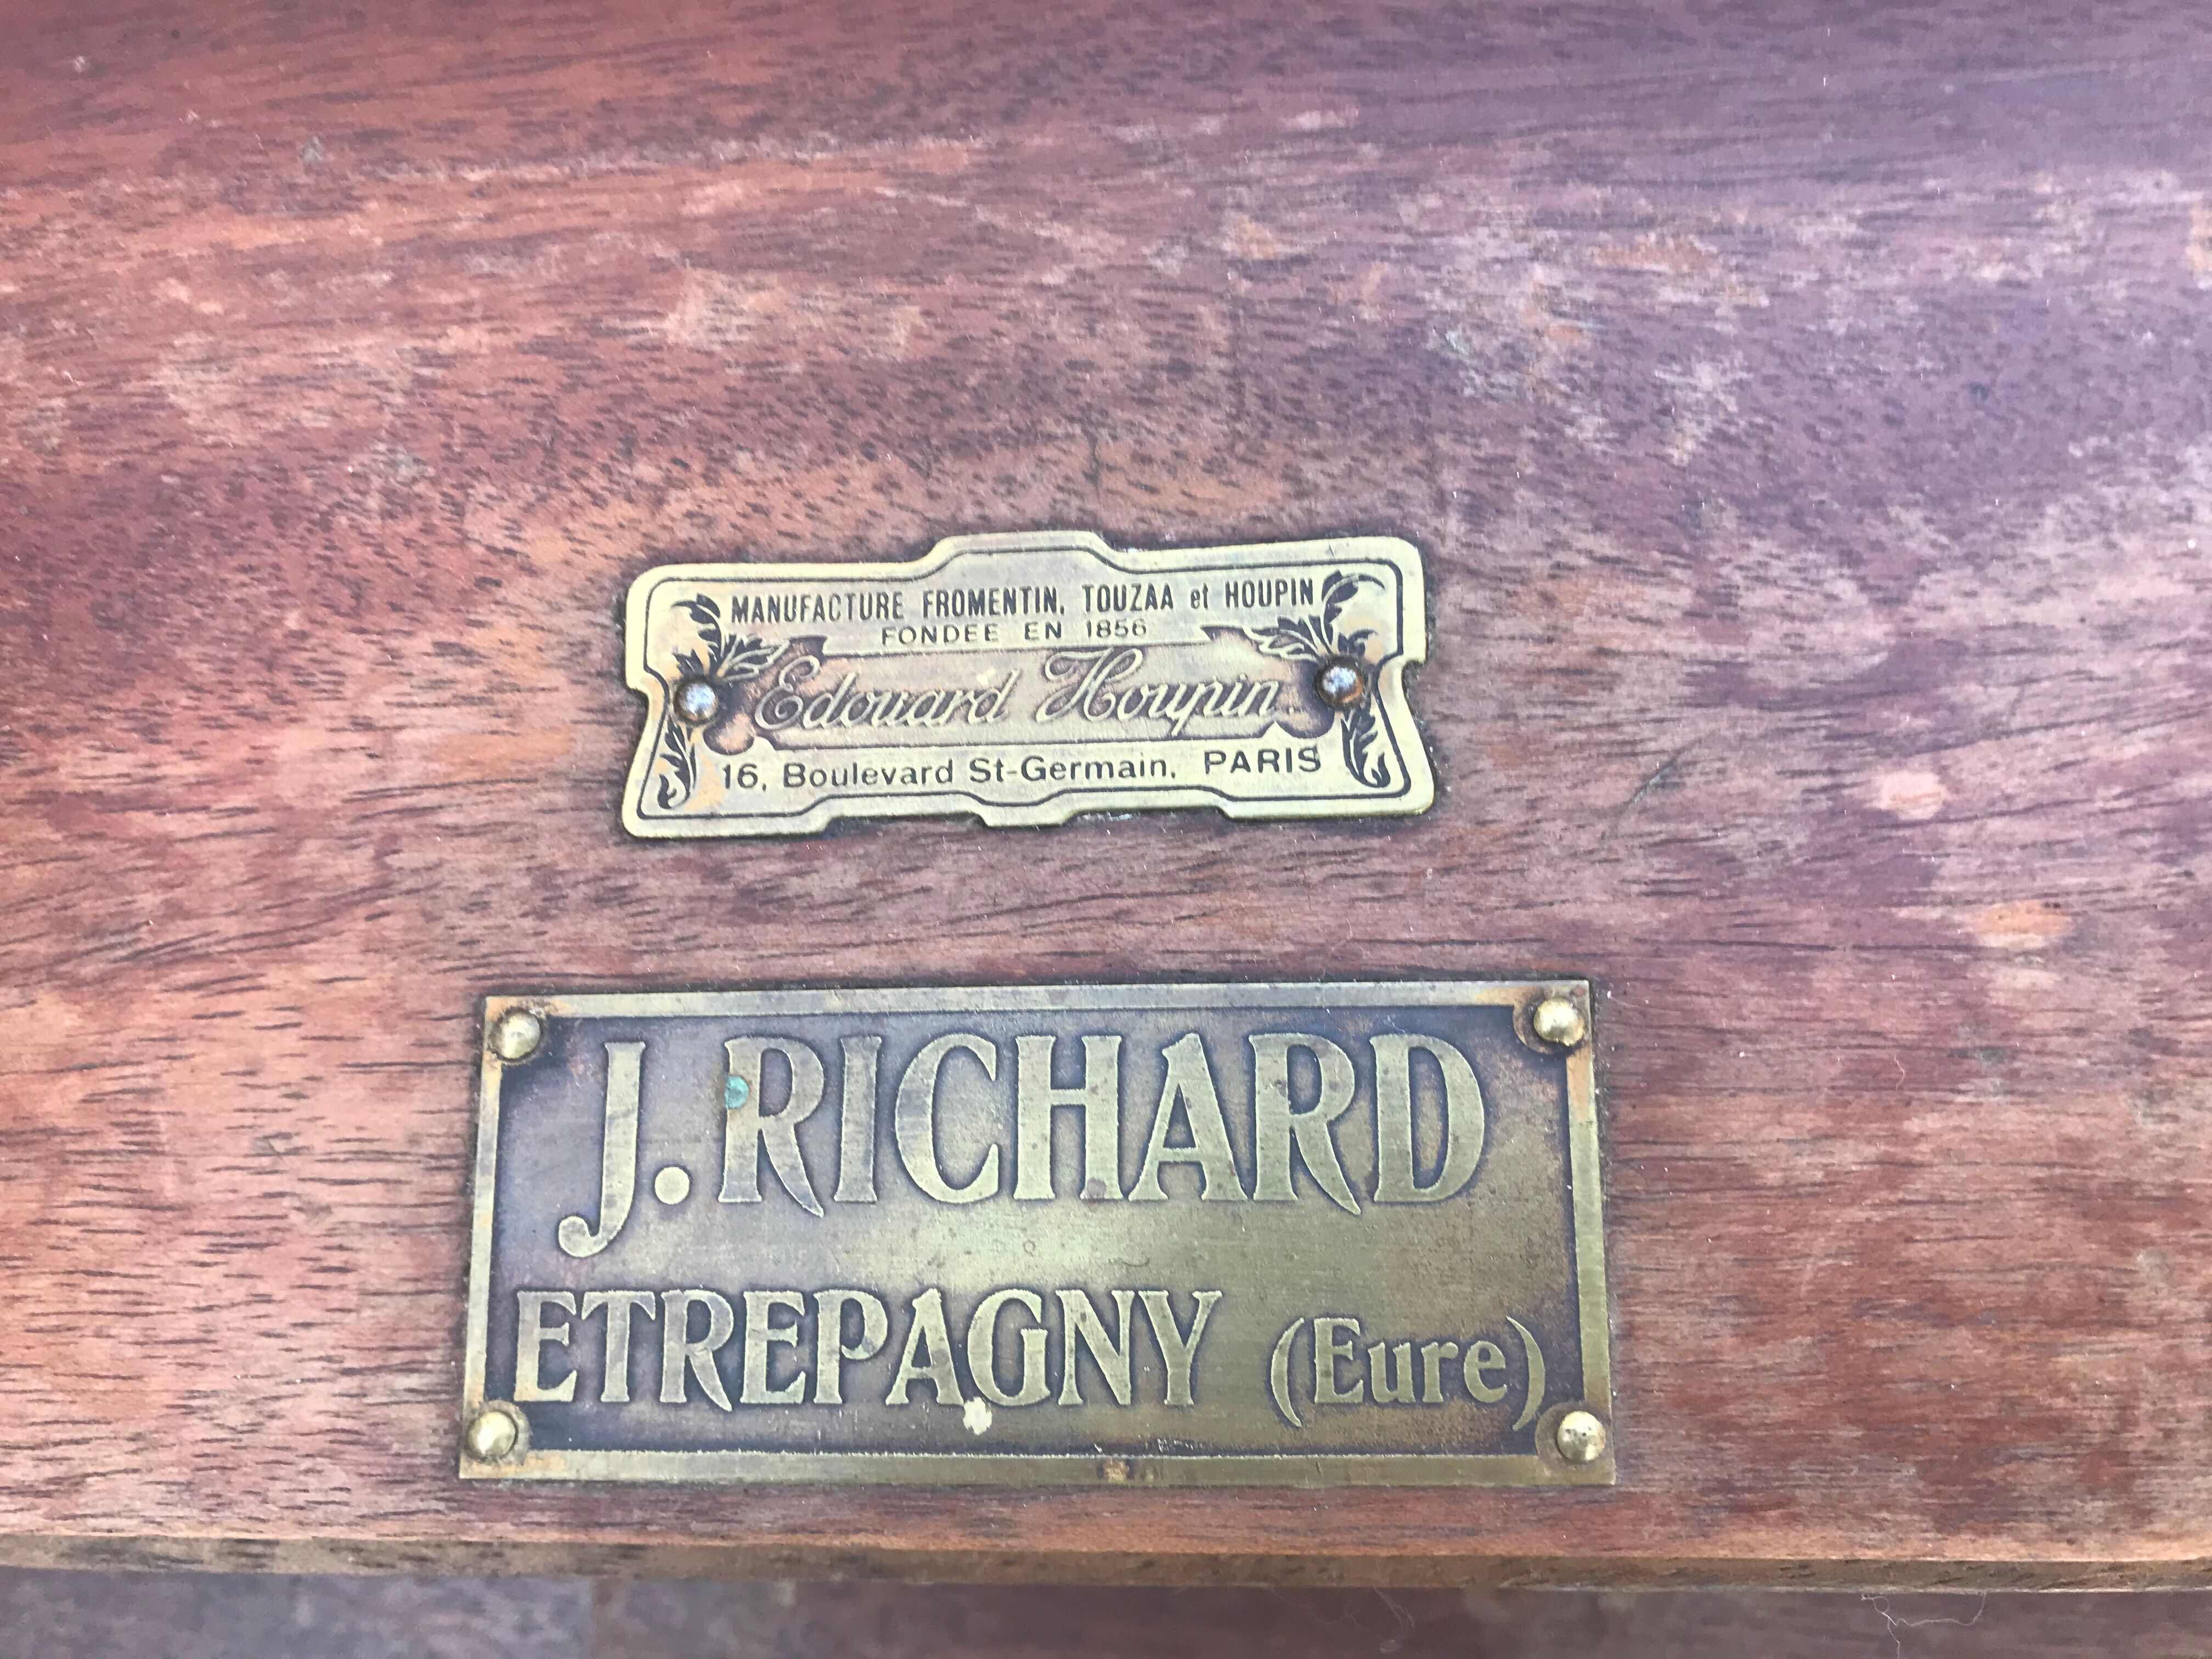 MANUFACTURE FROMENTIN, TOUZAA et HOUPIN
FONDEE EN 1856
Edouard Houpin
16, Boulevard St-Germain, PARIS
J. RICHARD
ETREPAGNY (Eure)